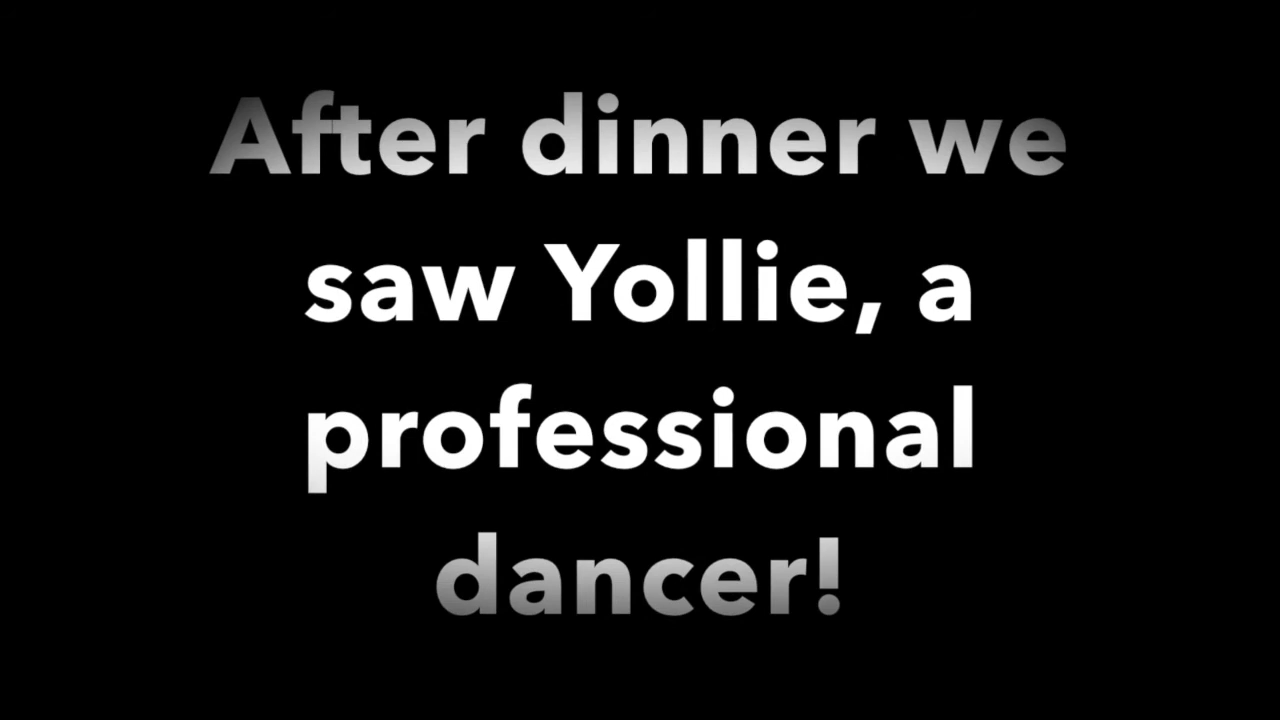 After dinner we
saw Yollie, a
professional
dancer!